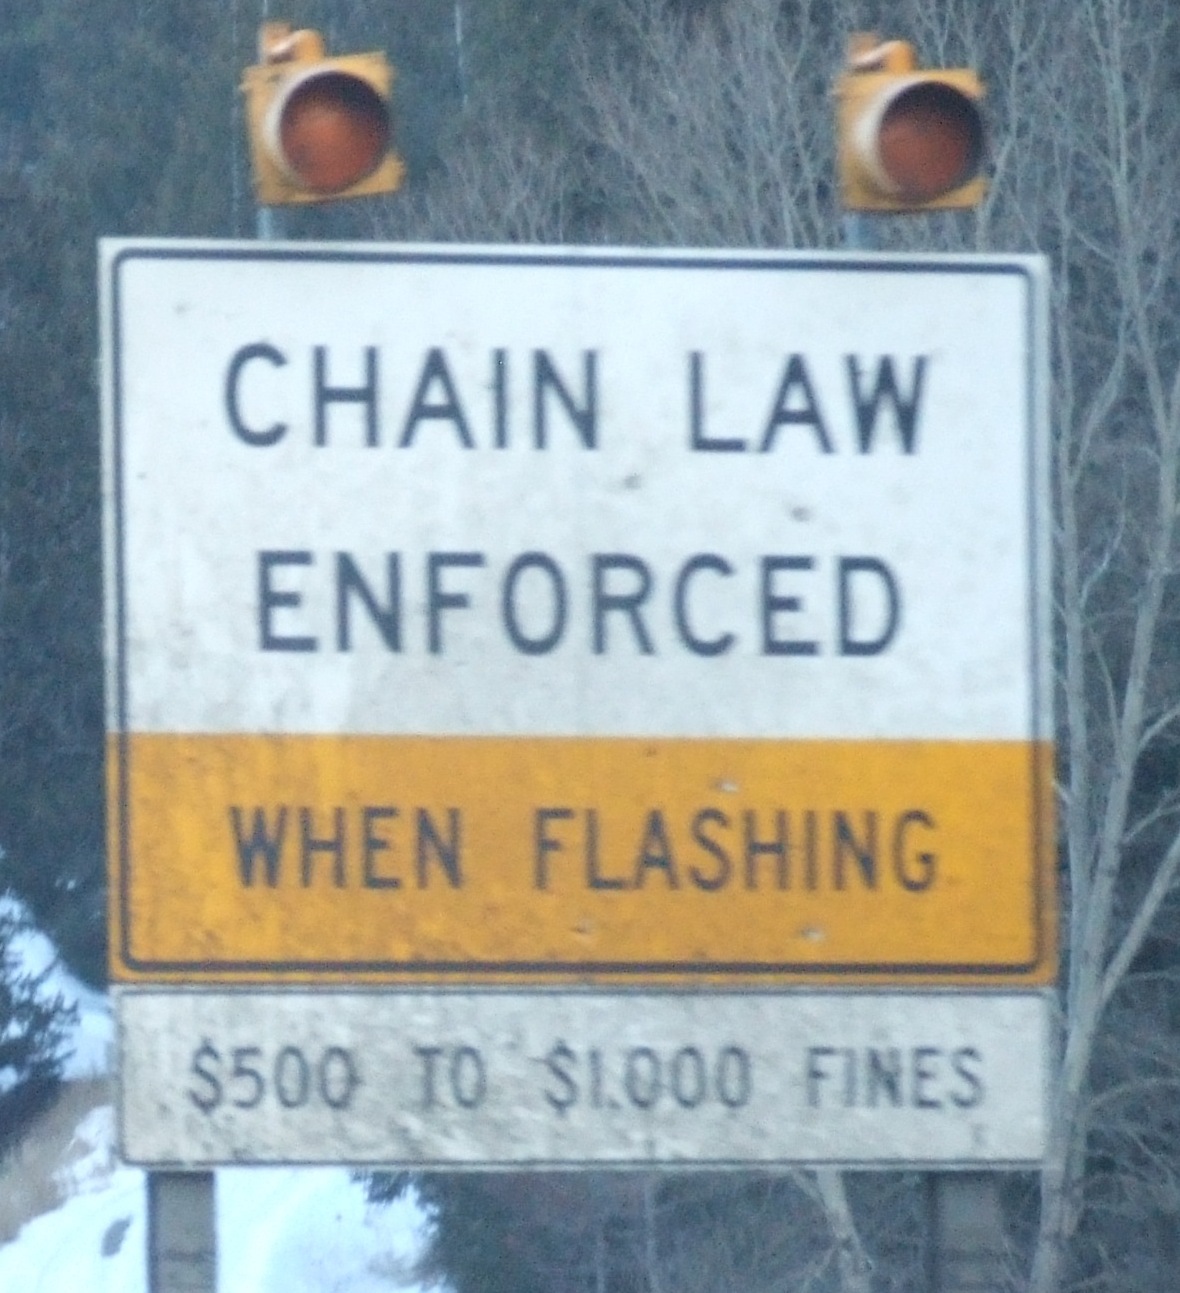 CHAIN LAW
ENFORCED
WHEN FLASHING
$500 TO $1,000 FINES